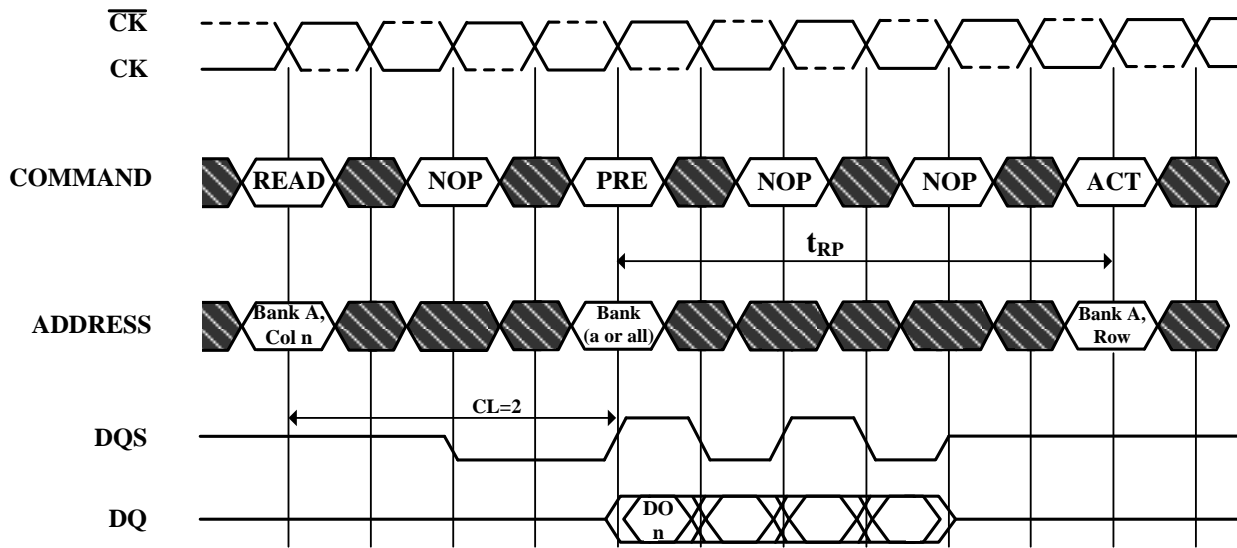 CK
CK
COMMAND
READ
NOP
PRE
NOP
NOP
ACT
tRP
ADDRESS
Bank A,
Col n
Bank
(a or all)
Bank A,
Row
CL=2
DQS
DQ
DO
n